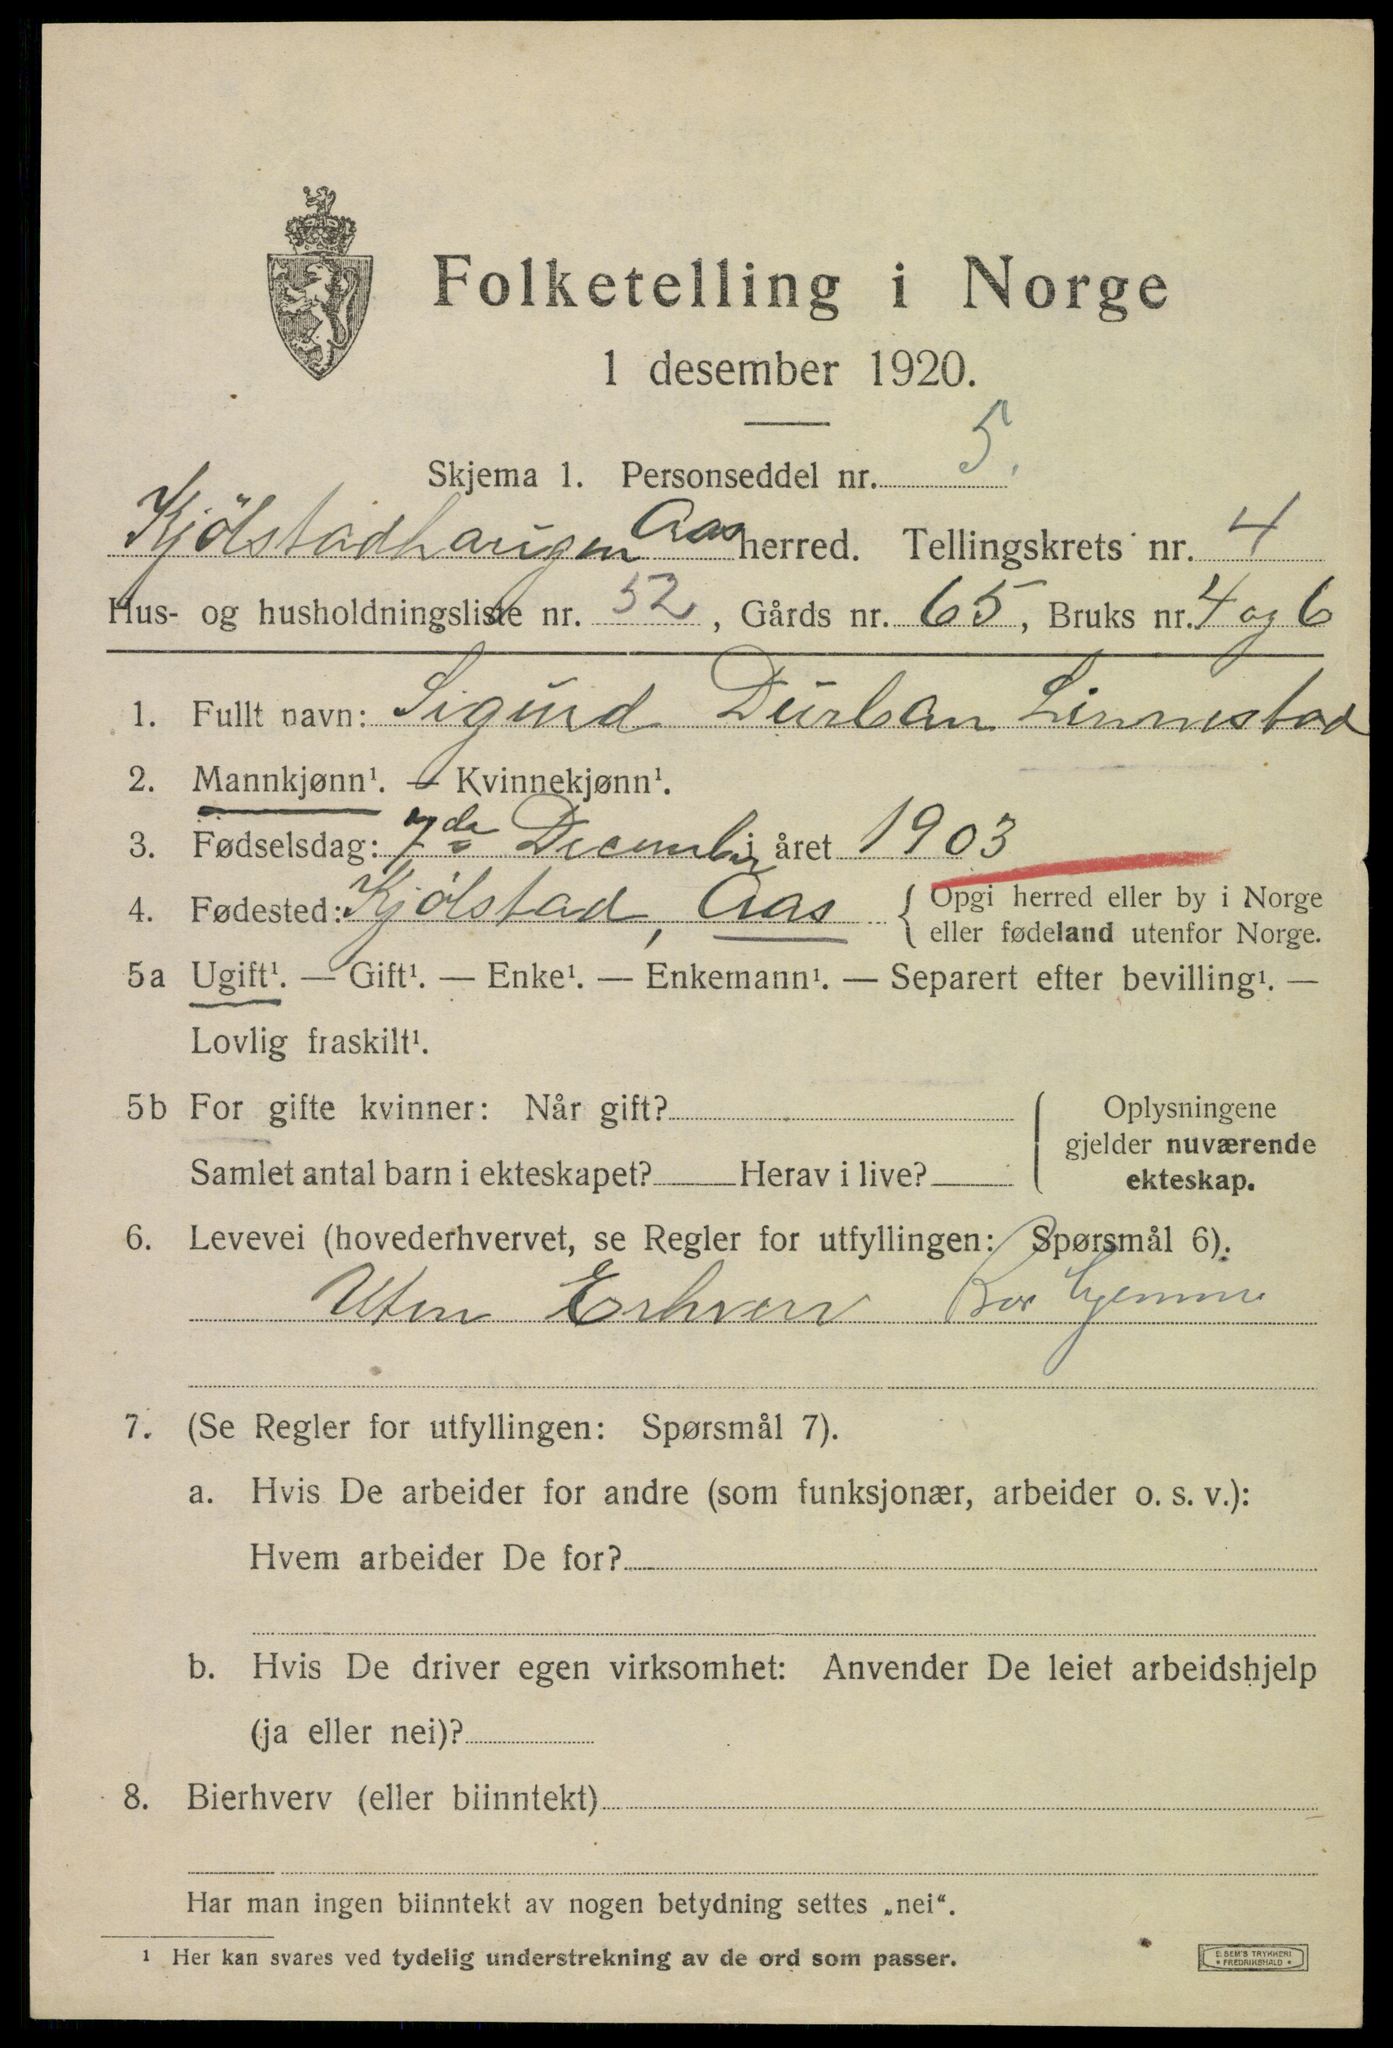 Folketelling i Norge
1 desember 1920.
Skjema 1. Personseddel nr. 5.
Kjölstadhaugen Aas herred. Tellingskrets nr. 4
Hus- og husholdningsliste nr. 52, Gårds nr. 65, Bruks nr. 4 og 6
1. Fullt navn: Sigurd Durban Linnestad
2. Mannkjønn¹. — Kvinnekjønn¹.
3. Fødselsdag: 7de December i året 1903
4. Fødested: Kjölstad, Aas { Opgi herred eller by i Norge
eller fødeland utenfor Norge.
5a Ugift¹. — Gift¹. — Enke¹. — Enkemann¹. — Separert efter bevilling¹. —
Lovlig fraskilt¹.
5b For gifte kvinner: Når gift? { Oplysningene
gjelder nuværende
Samlet antal barn i ekteskapet? Herav i live? ekteskap.
6. Levevei (hovederhvervet, se Regler for utfyllingen: Spørsmål 6).
Uten Erhverv Bor hjemme
7. (Se Regler for utfyllingen: Spørsmål 7).
a. Hvis De arbeider for andre (som funksjonær, arbeider o. s. v.):
Hvem arbeider De for?
b. Hvis De driver egen virksomhet: Anvender De leiet arbeidshjelp
(ja eller nei)?
8. Bierhverv (eller biinntekt)
Har man ingen biinntekt av nogen betydning settes „nei“.
¹ Her kan svares ved tydelig understrekning av de ord som passer.
E. SEM'S TRYKKERI
• FREDRIKSHALD •